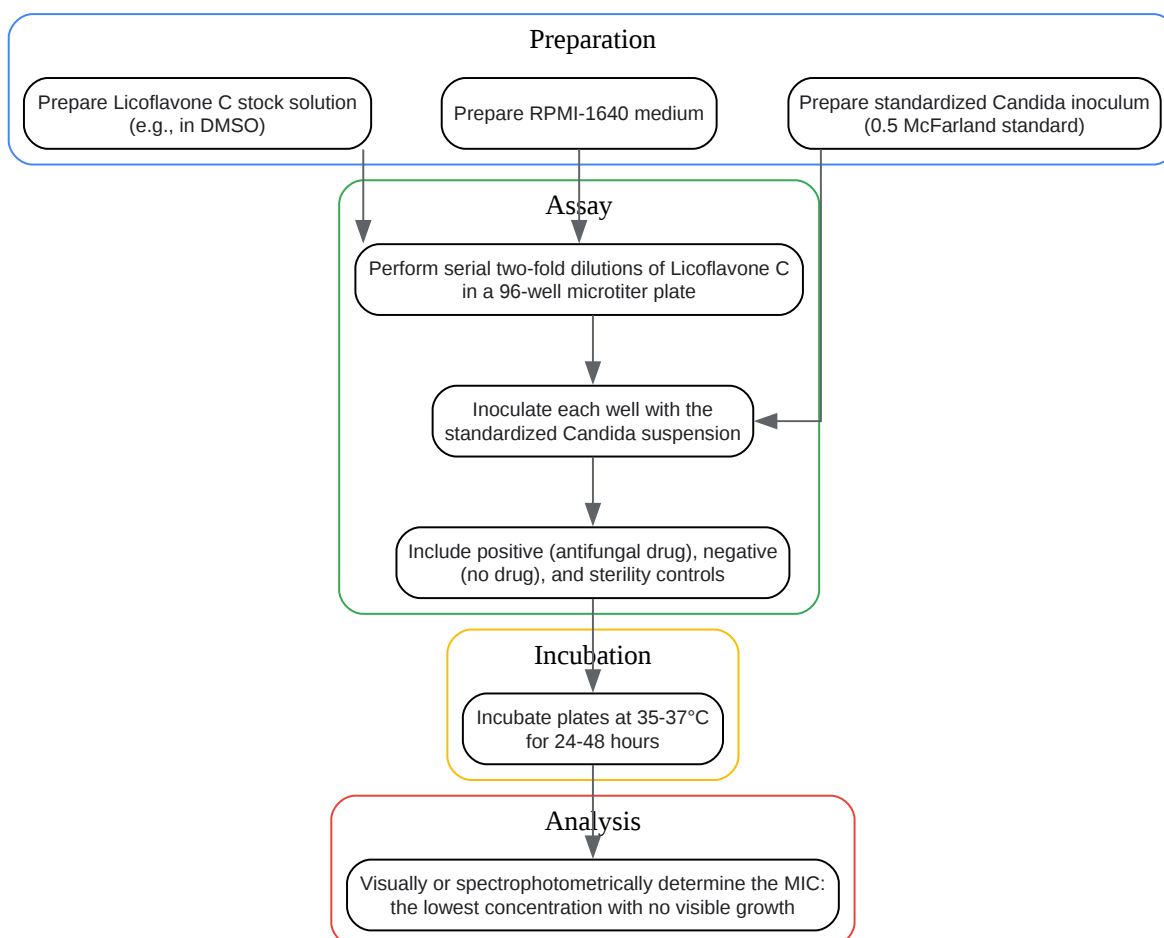 Preparation
Prepare Licoflavone C stock solution
(e.g., in DMSO)
Prepare RPMI-1640 medium
Prepare standardized Candida inoculum
(0.5 McFarland standard)
Assay
Perform serial two-fold dilutions of Licoflavone C
in a 96-well microtiter plate
Inoculate each well with the
standardized Candida suspension
Include positive (antifungal drug), negative
(no drug), and sterility controls
Incubation
Incubate plates at 35-37°C
for 24-48 hours
Analysis
Visually or spectrophotometrically determine the MIC:
the lowest concentration with no visible growth